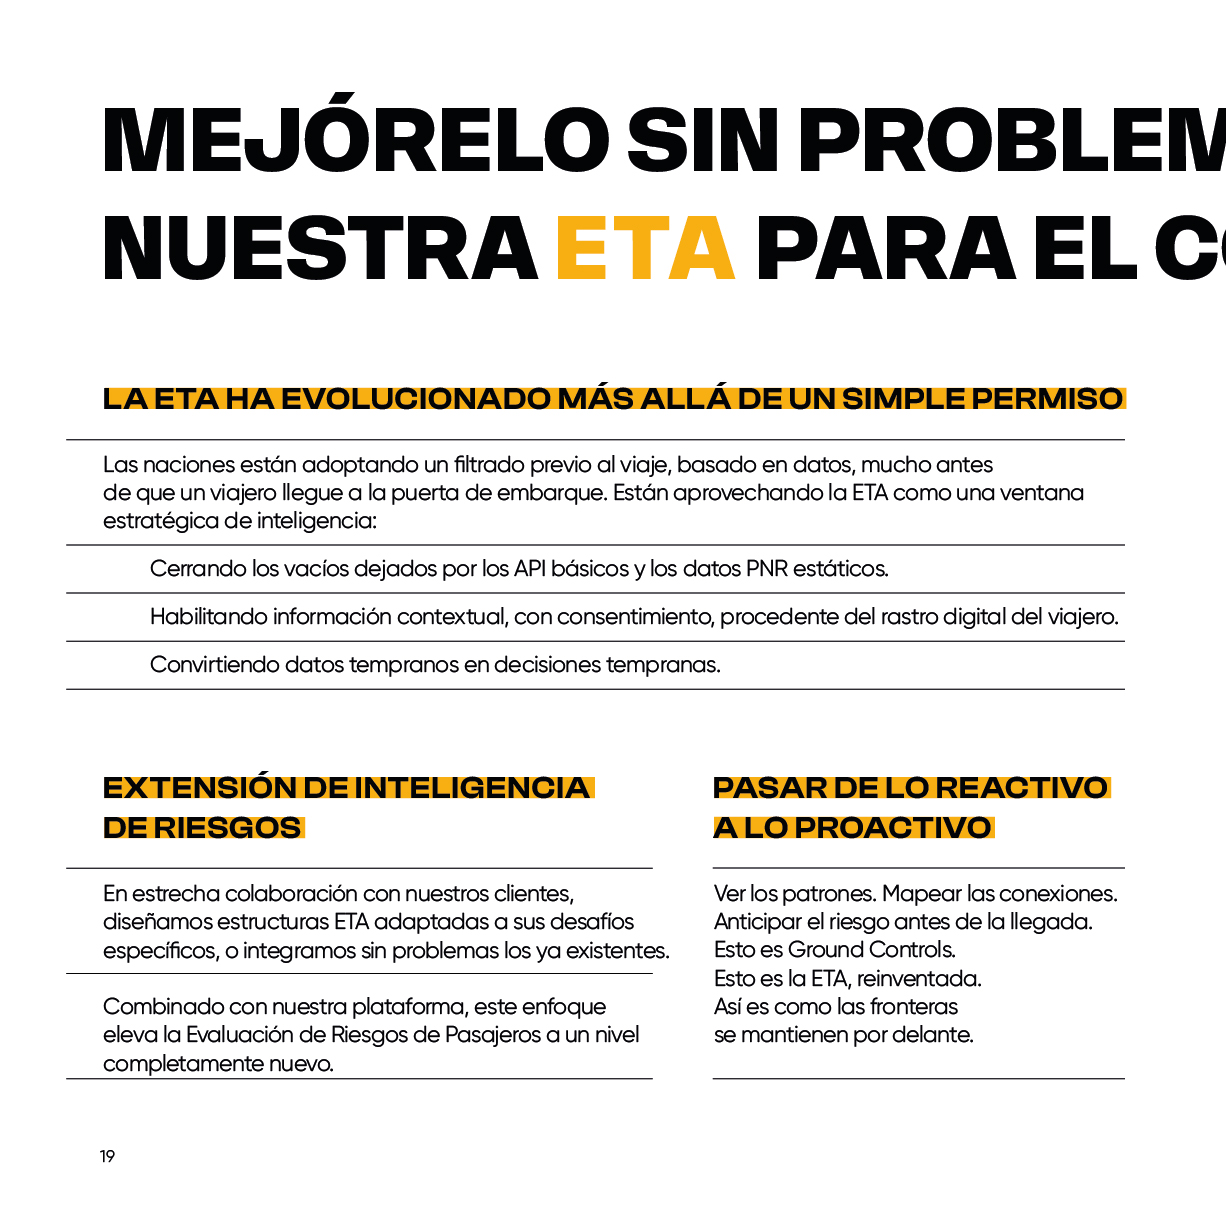 MEJÓRELO SIN PROBLEM
NUESTRA ETA PARA EL CO
LA ETA HA EVOLUCIONADO MÁS ALLÁ DE UN SIMPLE PERMISO
Las naciones están adoptando un filtrado previo al viaje, basado en datos, mucho antes
de que un viajero llegue a la puerta de embarque. Están aprovechando la ETA como una ventana
estratégica de inteligencia:
Cerrando los vacíos dejados por los API básicos y los datos PNR estáticos.
Habilitando información contextual, con consentimiento, procedente del rastro digital del viajero.
Convirtiendo datos tempranos en decisiones tempranas.
EXTENSIÓN DE INTELIGENCIA
DE RIESGOS
En estrecha colaboración con nuestros clientes,
diseñamos estructuras ETA adaptadas a sus desafíos
específicos, o integramos sin problemas los ya existentes.
Combinado con nuestra plataforma, este enfoque
eleva la Evaluación de Riesgos de Pasajeros a un nivel
completamente nuevo.
PASAR DE LO REACTIVO
A LO PROACTIVO
Ver los patrones. Mapear las conexiones.
Anticipar el riesgo antes de la llegada.
Esto es Ground Controls.
Esto es la ETA, reinventada.
Así es como las fronteras
se mantienen por delante.
19